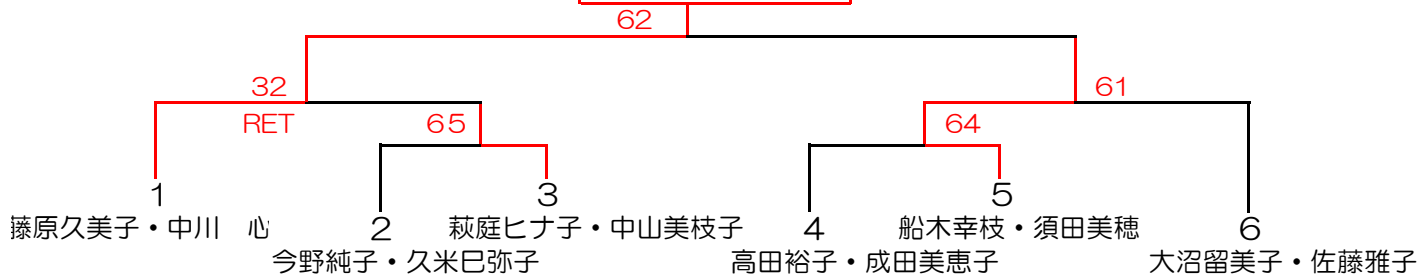 62
32
61
RET
65
64
1
3
5
藤原久美子・中川 心
2
萩庭ヒナ子・中山美枝子
4
船木幸枝・須田美穂
6
今野純子・久米巳弥子
高田裕子・成田美恵子
大沼留美子・佐藤雅子